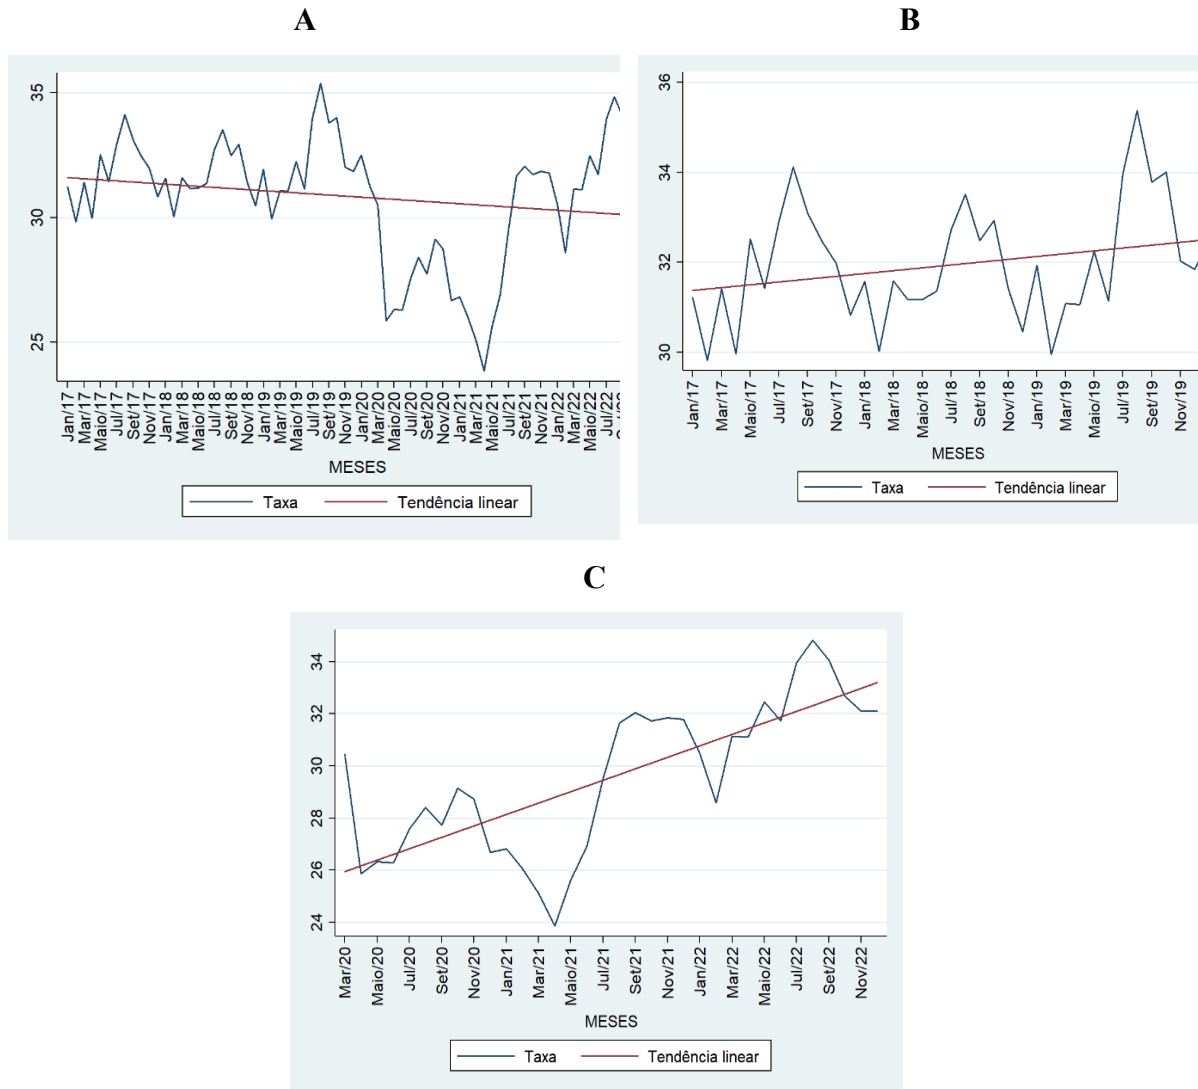 A
35
30
25
Jan/17 Mar/17 Maio/17 Jul/17 Set/17 Nov/17 Jan/18 Mar/18 Maio/18 Jul/18 Set/18 Nov/18 Jan/19 Mar/19 Maio/19 Jul/19 Set/19 Nov/19 Jan/20 Mar/20 Maio/20 Jul/20 Set/20 Nov/20 Jan/21 Mar/21 Maio/21 Jul/21 Set/21 Nov/21 Jan/22 Mar/22 Maio/22 Jul/22
MESES
Taxa Tendência linear
B
36
34
32
30
Jan/17 Mar/17 Maio/17 Jul/17 Set/17 Nov/17 Jan/18 Mar/18 Maio/18 Jul/18 Set/18 Nov/18 Jan/19 Mar/19 Maio/19 Jul/19 Set/19 Nov/19
MESES
Taxa Tendência linear
C
34
32
30
28
26
24
Mar/20 Maio/20 Jul/20 Set/20 Nov/20 Jan/21 Mar/21 Maio/21 Jul/21 Set/21 Nov/21 Jan/22 Mar/22 Maio/22 Jul/22 Set/22 Nov/22
MESES
Taxa Tendência linear